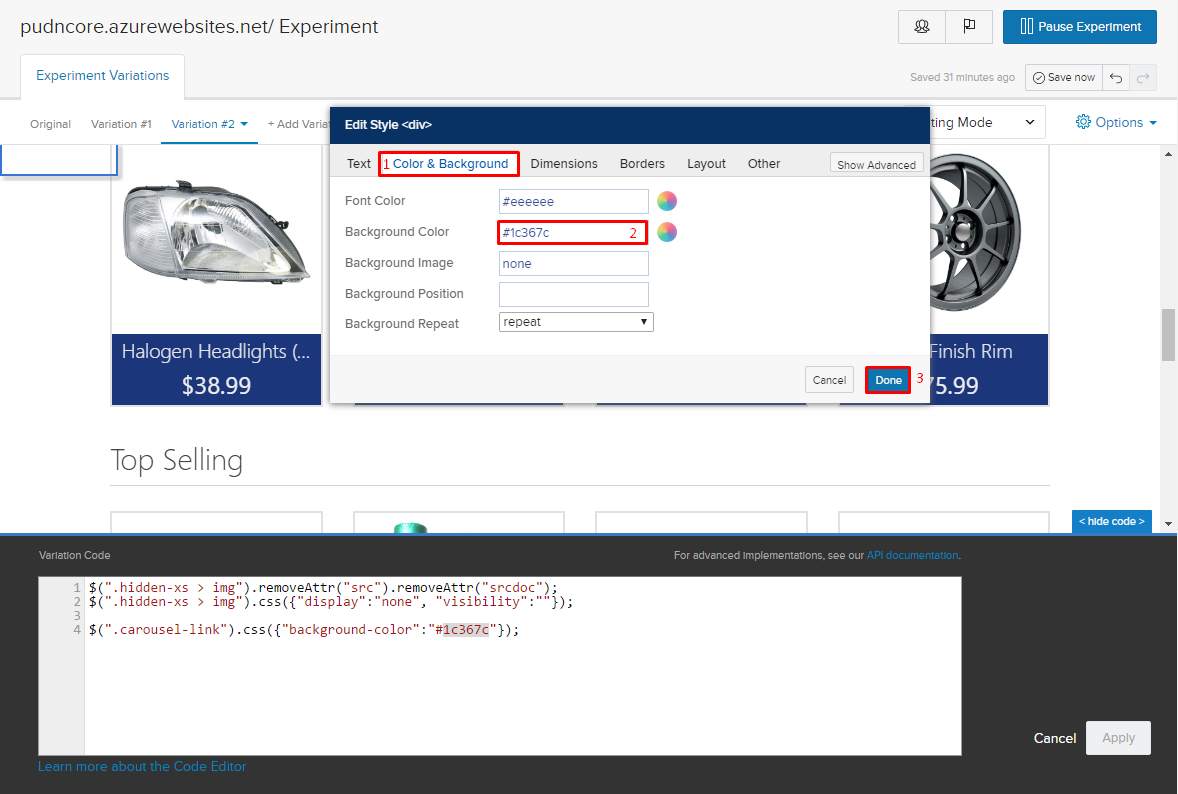 pudncore.azurewebsites.net/ Experiment
Pause Experiment
Experiment Variations
Saved 31 minutes ago
Save now
Original
Variation #1
Variation #2
+ Add Varia
ting Mode
Options
Edit Style <div>
Text
1 Color & Background
Dimensions
Borders
Layout
Other
Show Advanced
Font Color
#eeeeee
Background Color
#1c367c 2
Background Image
none
Background Position
Background Repeat
repeat
Cancel
Done
3
Halogen Headlights (...
$38.99
Finish Rim
75.99
Top Selling
< hide code >
Variation Code
For advanced implementations, see our API documentation.
1 $(".hidden-xs > img").removeAttr("src").removeAttr("srcdoc");
2 $(".hidden-xs > img").css({"display":"none", "visibility":""});
3
4 $(".carousel-link").css({"background-color":"#1c367c"});
Cancel
Apply
Learn more about the Code Editor